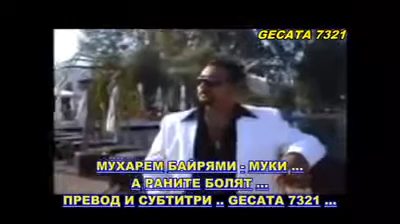 GECATA 7321
МУХАРЕМ БАЙРЯМИ - МУКИ ...
А РАНИТЕ БОЛЯТ ...
ПРЕВОД И СУБТИТРИ .. GECATA 7321 ...